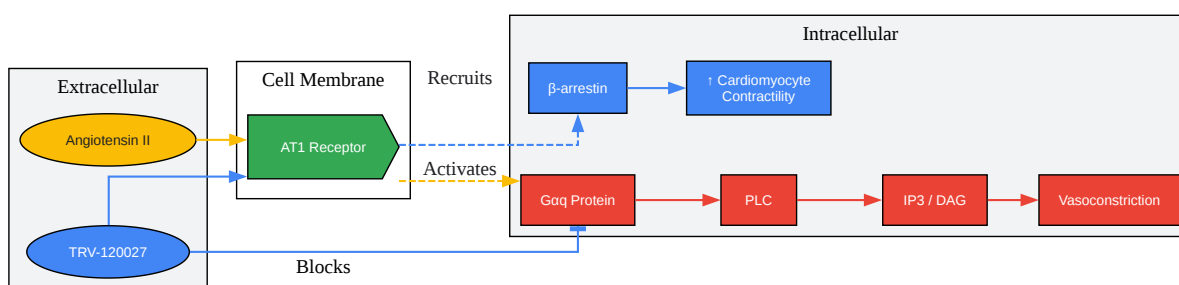 Extracellular
Angiotensin II
TRV-120027
Cell Membrane
AT1 Receptor
Recruits
Activates
Blocks
Intracellular
β-arrestin
↑ Cardiomyocyte
Contractility
Gαq Protein
PLC
IP3 / DAG
Vasoconstriction